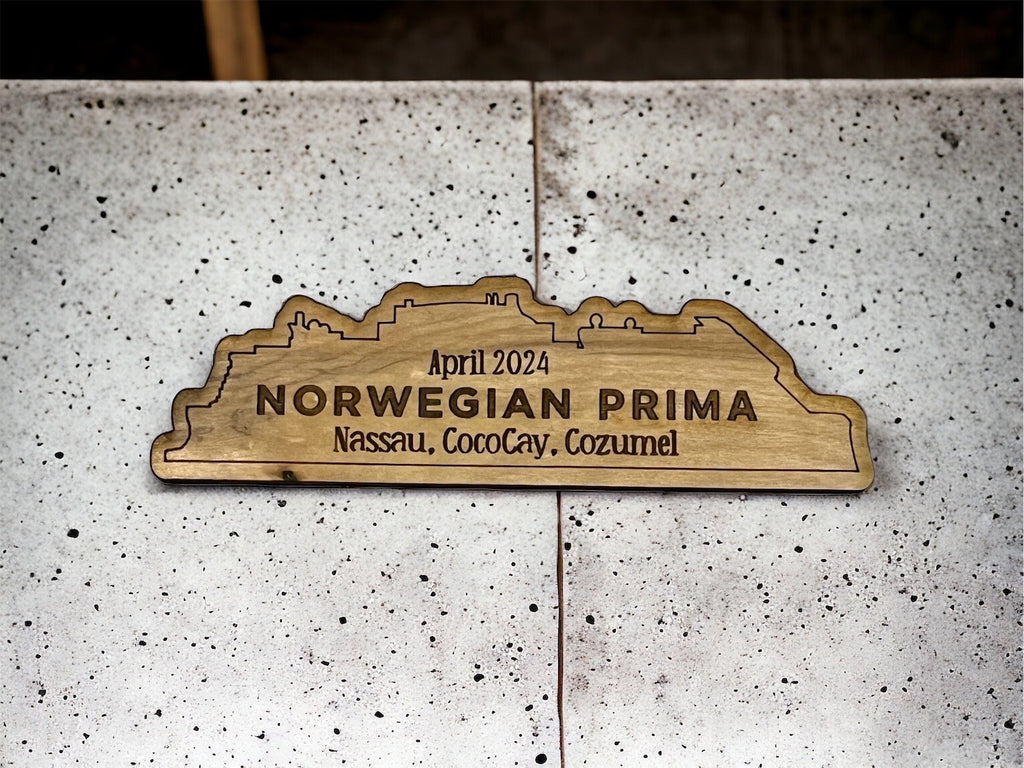 April 2024
NORWEGIAN PRIMA
Nassau, CocoCay, Cozumel